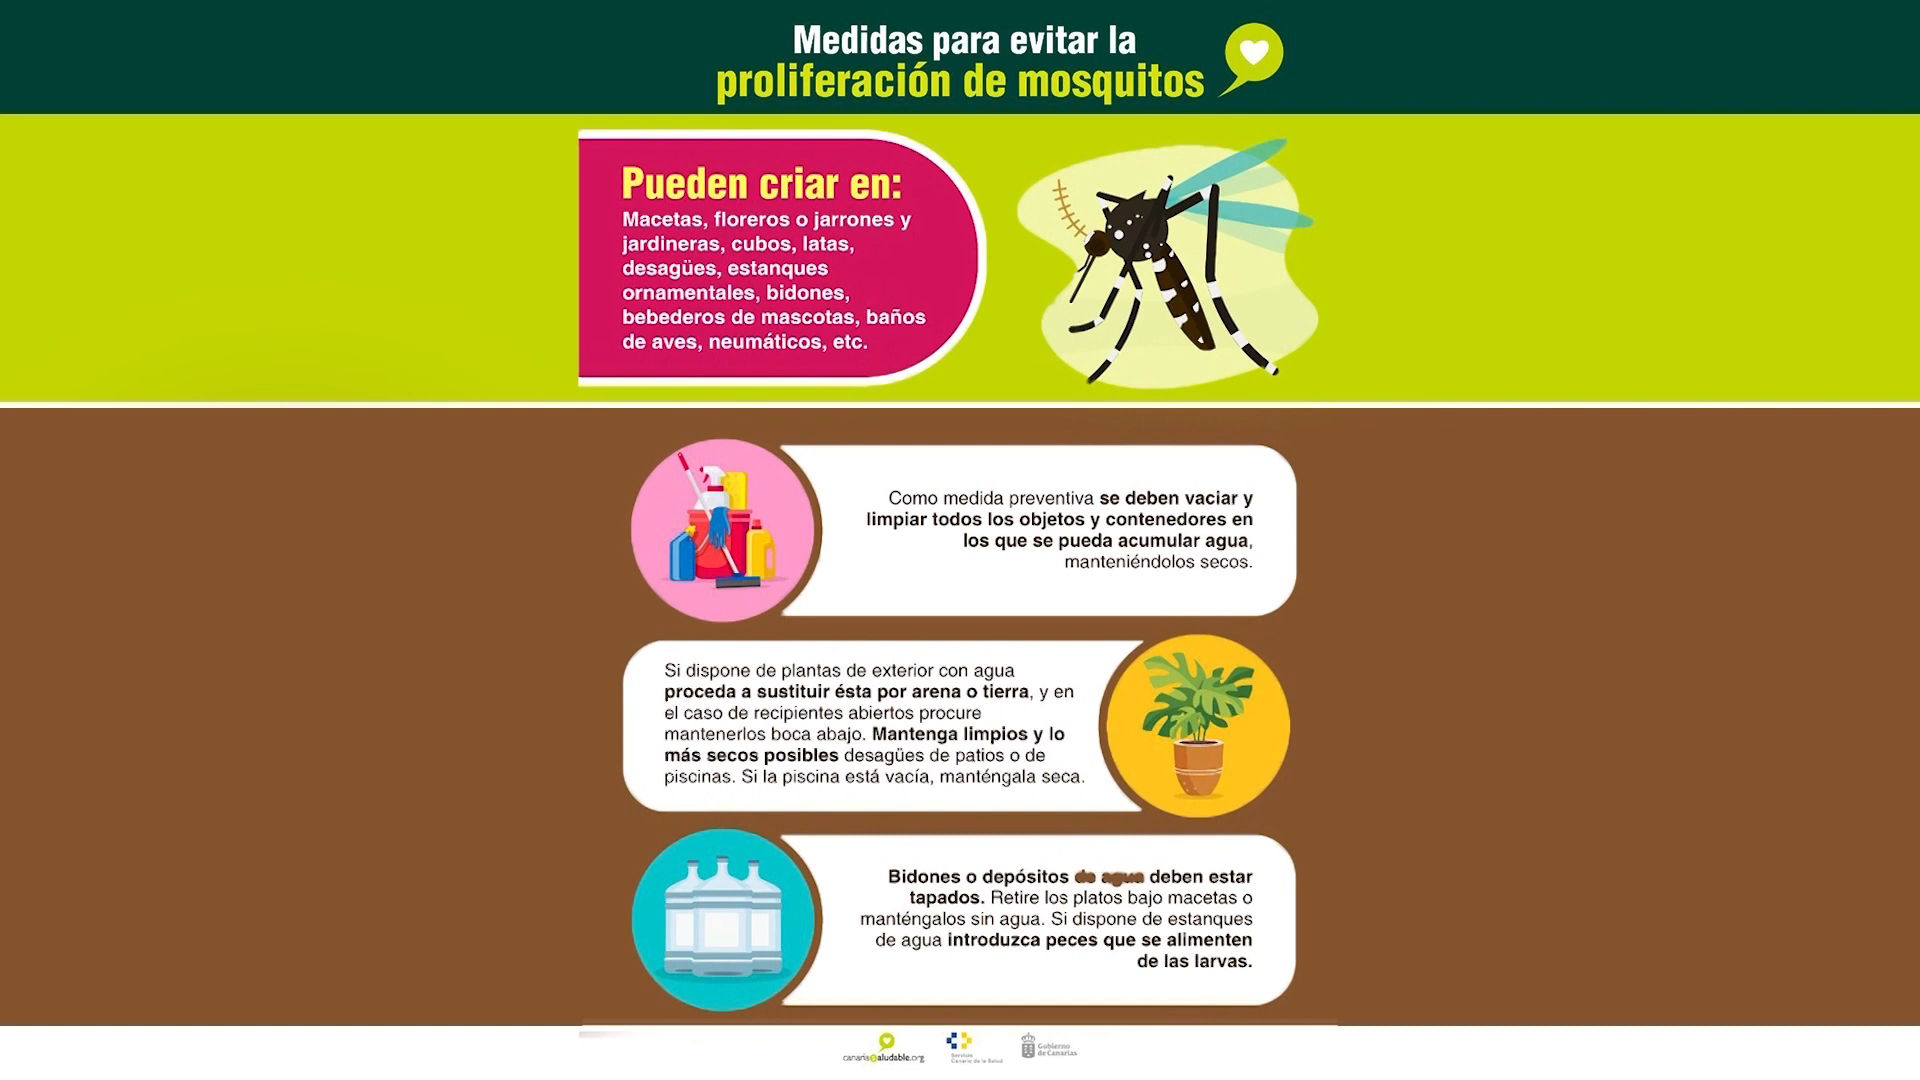 Medidas para evitar la
proliferación de mosquitos
Pueden criar en:
Macetas, floreros o jarrones y
jardineras, cubos, latas,
desagües, estanques
ornamentales, bidones,
bebederos de mascotas, baños
de aves, neumáticos, etc.
Como medida preventiva se deben vaciar y
limpiar todos los objetos y contenedores en
los que se pueda acumular agua,
manteniéndolos secos.
Si dispone de plantas de exterior con agua
proceda a sustituir ésta por arena o tierra, y en
el caso de recipientes abiertos procure
mantenerlos boca abajo. Mantenga limpios y lo
más secos posibles desagües de patios o de
piscinas. Si la piscina está vacía, manténgala seca.
Bidones o depósitos deben estar
tapados. Retire los platos bajo macetas o
manténgalos sin agua. Si dispone de estanques
de agua introduzca peces que se alimenten
de las larvas.
canariesaludable.org
Servicio
Canario de la Salud
Gobierno
de Canarias